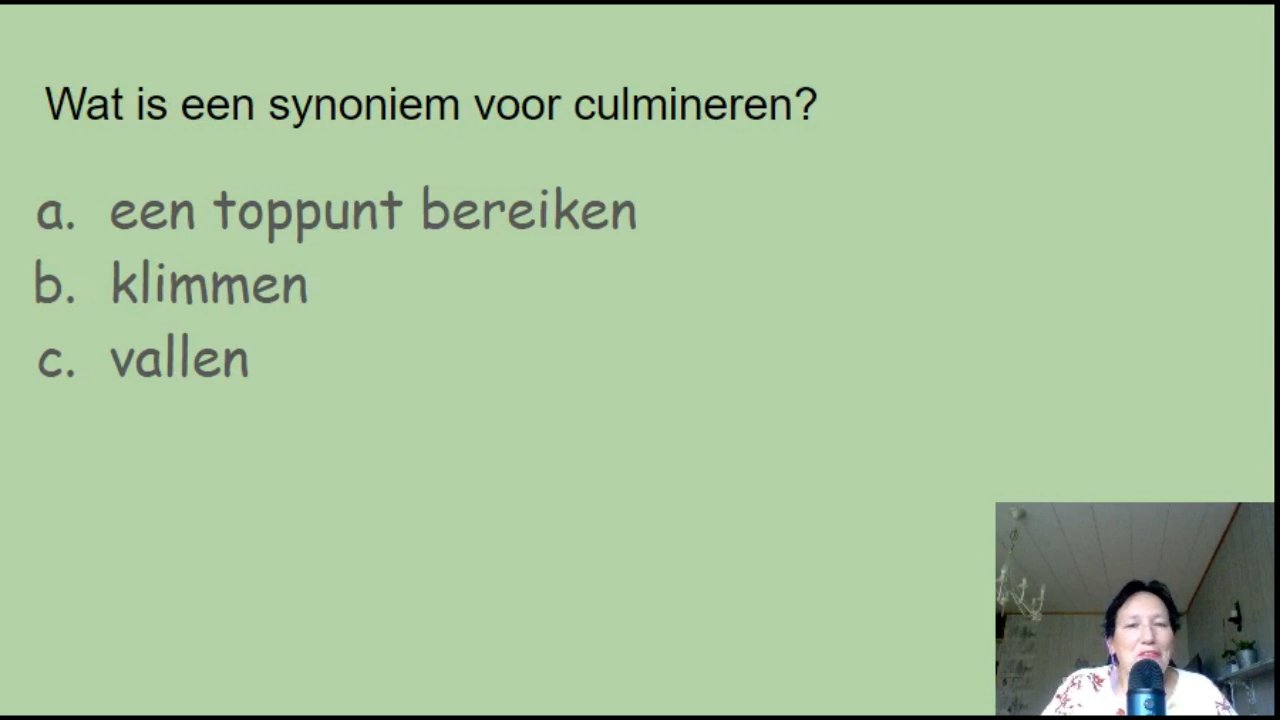 Wat is een synoniem voor culmineren?
a. een toppunt bereiken
b. klimmen
c. vallen